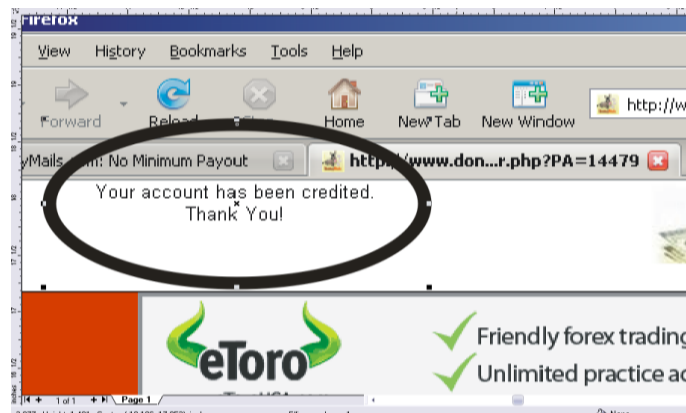 Firefox
View History Bookmarks Tools Help
Forward Reload Home New Tab New Window http://w
yMails. m: No Minimum Payout http://www.don...r.php?PA=14479
Your account has been credited.
Thank You!
eToro
Friendly forex trading
Unlimited practice ac
1 of 1 Page 1